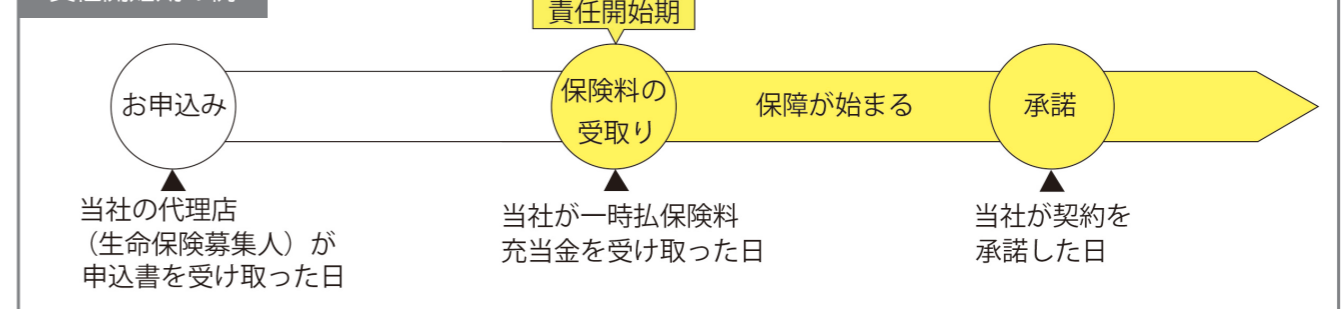 責任開始期
お申込み
保険料の
受取り
保障が始まる
承諾
当社の代理店
（生命保険募集人）が
申込書を受け取った日
当社が一時払保険料
充当金を受け取った日
当社が契約を
承諾した日